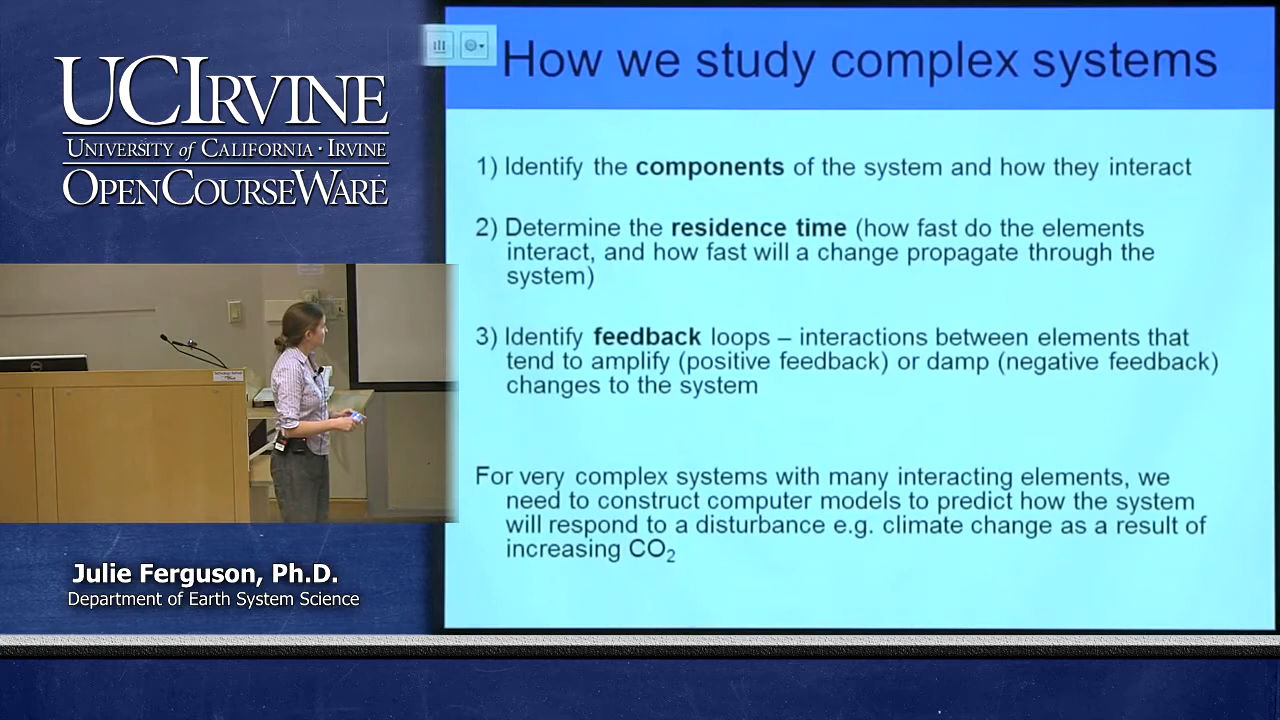 UCIRVINE
UNIVERSITY of CALIFORNIA · IRVINE
OPENCOURSEWARE
How we study complex systems
1) Identify the components of the system and how they interact
2) Determine the residence time (how fast do the elements
interact, and how fast will a change propagate through the
system)
3) Identify feedback loops – interactions between elements that
tend to amplify (positive feedback) or damp (negative feedback)
changes to the system
For very complex systems with many interacting elements, we
need to construct computer models to predict how the system
will respond to a disturbance e.g. climate change as a result of
increasing CO₂
Julie Ferguson, Ph.D.
Department of Earth System Science